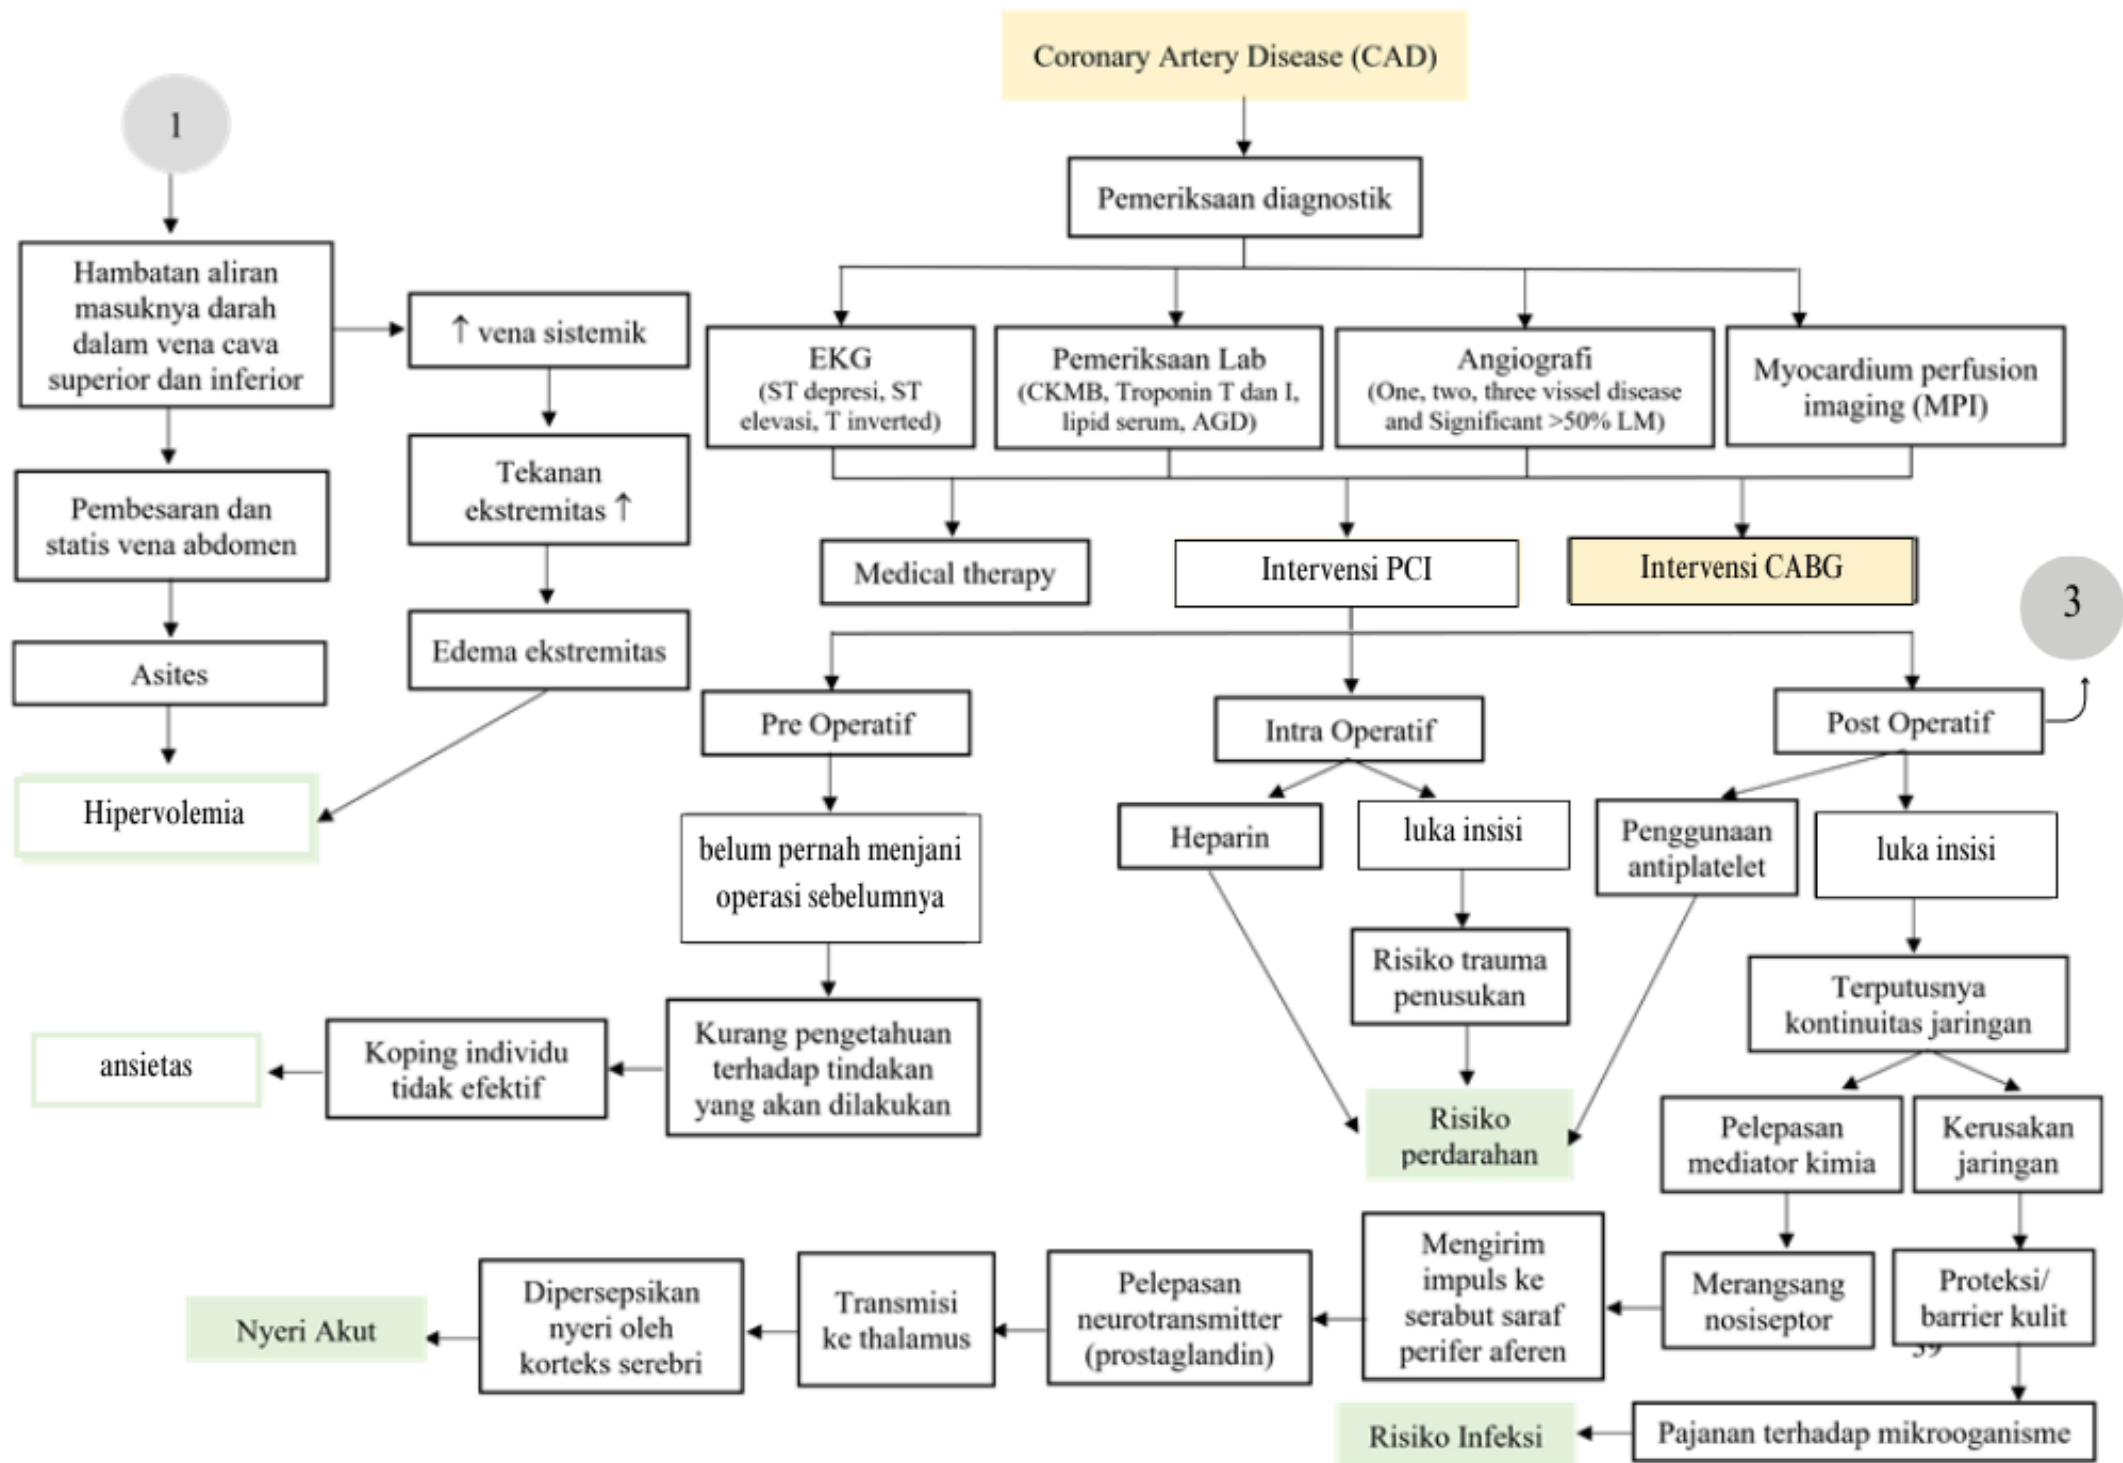 Coronary Artery Disease (CAD)
1
Pemeriksaan diagnostik
Hambatan aliran
masuknya darah
dalam vena cava
superior dan inferior
↑ vena sistemik
EKG
(ST depresi, ST
elevasi, T inverted)
Pemeriksaan Lab
(CKMB, Troponin T dan I,
lipid serum, AGD)
Angiografi
(One, two, three vissel disease
and Significant >50% LM)
Myocardium perfusion
imaging (MPI)
Tekanan
ekstremitas ↑
Pembesaran dan
statis vena abdomen
Medical therapy
Intervensi PCI
Intervensi CABG
3
Edema ekstremitas
Asites
Pre Operatif
Intra Operatif
Post Operatif
Hipervolemia
belum pernah menjani
operasi sebelumnya
Heparin
luka insisi
Penggunaan
antiplatelet
luka insisi
Risiko trauma
penusukan
Terputusnya
kontinuitas jaringan
ansietas
Koping individu
tidak efektif
Kurang pengetahuan
terhadap tindakan
yang akan dilakukan
Risiko
perdarahan
Pelepasan
mediator kimia
Kerusakan
jaringan
Nyeri Akut
Dipersepsikan
nyeri oleh
korteks serebri
Transmisi
ke thalamus
Pelepasan
neurotransmitter
(prostaglandin)
Mengirim
impuls ke
serabut saraf
perifer aferen
Merangsang
nosiseptor
Proteksi/
barrier kulit
Risiko Infeksi
Pajanan terhadap mikrooganisme